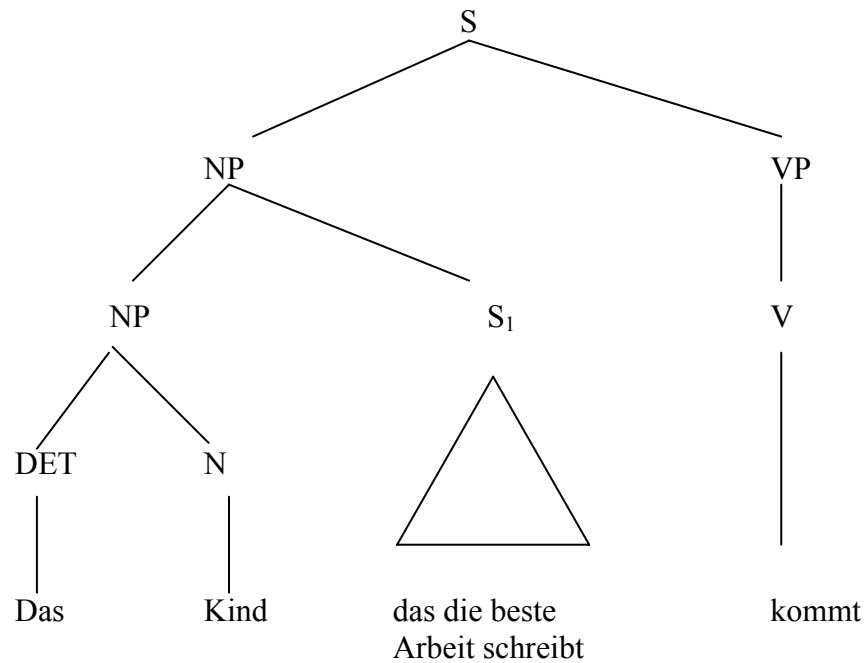 S
NP VP
NP S₁ V
DET N
Das Kind das die beste kommt
Arbeit schreibt